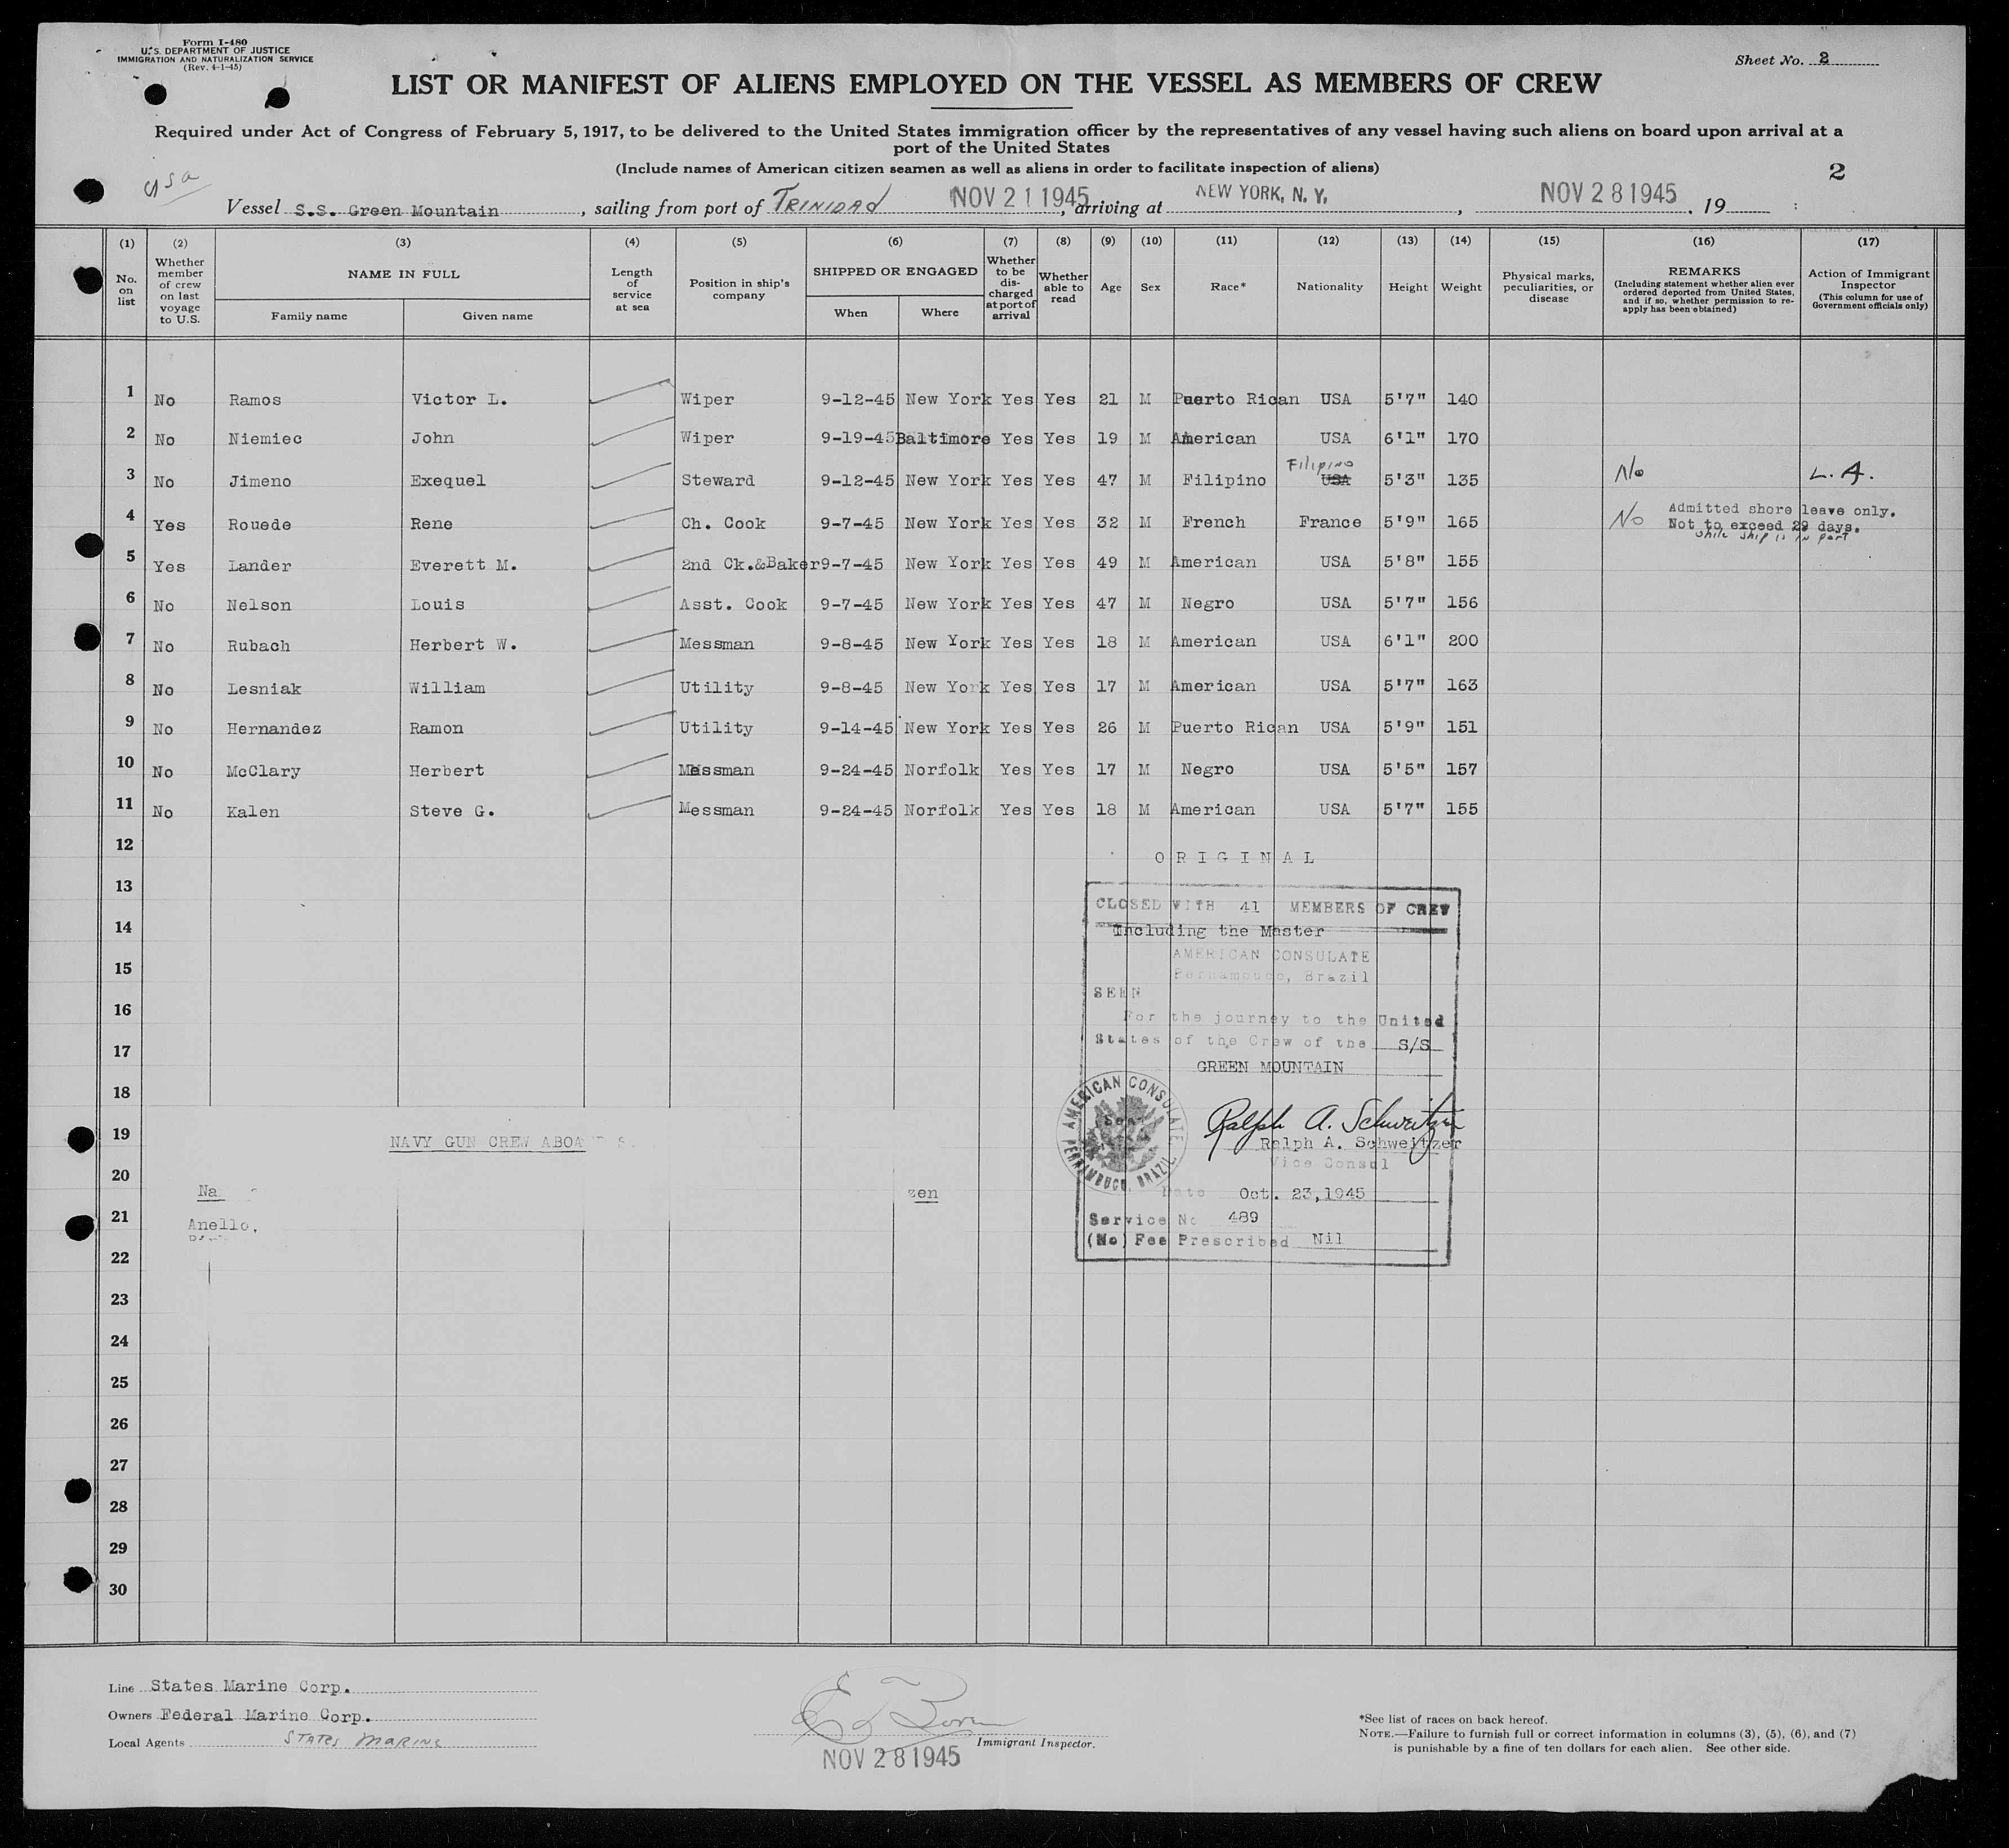 Form I-480
U.S. DEPARTMENT OF JUSTICE
IMMIGRATION AND NATURALIZATION SERVICE
(Rev. 4-1-45)
Sheet No. 2
LIST OR MANIFEST OF ALIENS EMPLOYED ON THE VESSEL AS MEMBERS OF CREW
Required under Act of Congress of February 5, 1917, to be delivered to the United States immigration officer by the representatives of any vessel having such aliens on board upon arrival at a
port of the United States
(Include names of American citizen seamen as well as aliens in order to facilitate inspection of aliens)
2
USA
Vessel S.S. Green Mountain, sailing from port of TRINIDAD NOV 21 1945, arriving at NEW YORK, N. Y., NOV 28 1945, 19
(1) (2) (3) (4) (5) (6) (7) (8) (9) (10) (11) (12) (13) (14) (15) (16) (17)
No. on list
Whether member of crew on last voyage to U.S.
NAME IN FULL
Family name Given name
Length of service at sea
Position in ship's company
SHIPPED OR ENGAGED
When Where
Whether to be discharged at port of arrival
Whether able to read
Age
Sex
Race*
Nationality
Height
Weight
Physical marks, peculiarities, or disease
REMARKS
(Including statement whether alien ever ordered deported from United States, and if so, whether permission to reapply has been obtained)
Action of Immigrant Inspector
(This column for use of Government officials only)
1 No Ramos Victor L. Wiper 9-12-45 New York Yes Yes 21 M Puerto Rican USA 5'7" 140
2 No Niemiec John Wiper 9-19-45 Baltimore Yes Yes 19 M American USA 6'1" 170
3 No Jimeno Exequel Steward 9-12-45 New York Yes Yes 47 M Filipino Filipino USA 5'3" 135 No L. A.
4 Yes Rouede Rene Ch. Cook 9-7-45 New York Yes Yes 32 M French France 5'9" 165 No Admitted shore leave only.
Not to exceed 29 days.
while ship is in port
5 Yes Lander Everett M. 2nd Ck.&Baker 9-7-45 New York Yes Yes 49 M American USA 5'8" 155
6 No Nelson Louis Asst. Cook 9-7-45 New York Yes Yes 47 M Negro USA 5'7" 156
7 No Rubach Herbert W. Messman 9-8-45 New York Yes Yes 18 M American USA 6'1" 200
8 No Lesniak William Utility 9-8-45 New York Yes Yes 17 M American USA 5'7" 163
9 No Hernandez Ramon Utility 9-14-45 New York Yes Yes 26 M Puerto Rican USA 5'9" 151
10 No McClary Herbert Messman 9-24-45 Norfolk Yes Yes 17 M Negro USA 5'5" 157
11 No Kalen Steve G. Messman 9-24-45 Norfolk Yes Yes 18 M American USA 5'7" 155
12
ORIGINAL
13
CLOSED WITH 41 MEMBERS OF CREW
14
Including the Master
AMERICAN CONSULATE
15
Pernambuco, Brazil
SEEN
16
For the journey to the United
17
States of the Crew of the S/S
GREEN MOUNTAIN
18
AMERICAN CONSULATE
PERNAMBUCO, BRAZIL
Ralph A. Schweitzer
19
NAVY GUN CREW ABOA
Ralph A. Schweitzer
Vice Consul
20
Na
zen
Date Oct. 23, 1945
21
Anello,
Service No 489
(No) Fee Prescribed Nil
22
23
24
25
26
27
28
29
30
Line States Marine Corp.
Owners Federal Marine Corp.
Local Agents STATES MARINE
Immigrant Inspector.
NOV 28 1945
*See list of races on back hereof.
NOTE.—Failure to furnish full or correct information in columns (3), (5), (6), and (7)
is punishable by a fine of ten dollars for each alien. See other side.